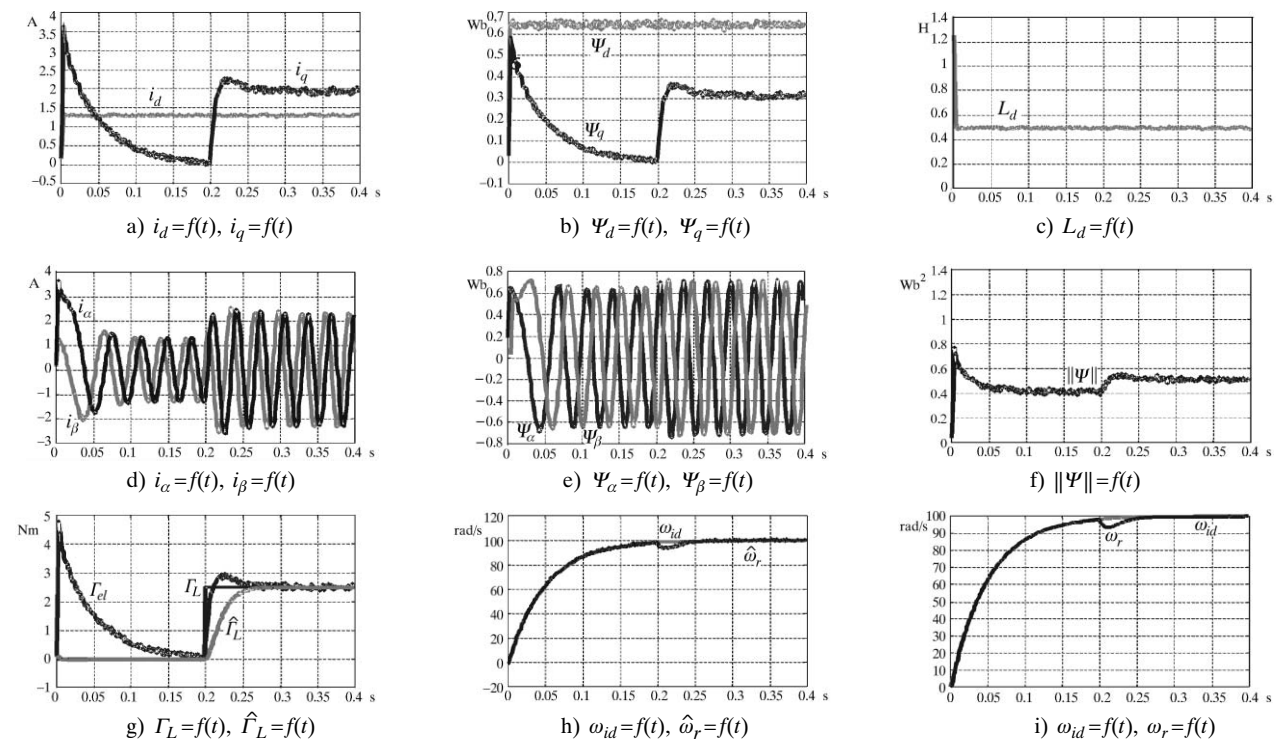 A
4
3.5
3
2.5
2
1.5
1
0.5
0
−0.5
i_d
i_q
0 0.05 0.1 0.15 0.2 0.25 0.3 0.35 0.4 s
a) i_d=f(t), i_q=f(t)
0.7
Wb 0.6
0.5
0.4
0.3
0.2
0.1
0
−0.1
Ψ_d
Ψ_q
0 0.05 0.1 0.15 0.2 0.25 0.3 0.35 0.4 s
b) Ψ_d=f(t), Ψ_q=f(t)
1.4
H
1.2
1
0.8
0.6
0.4
0.2
0
L_d
0 0.05 0.1 0.15 0.2 0.25 0.3 0.35 0.4 s
c) L_d=f(t)
4
A
3
2
1
0
−1
−2
−3
i_α
i_β
0 0.05 0.1 0.15 0.2 0.25 0.3 0.35 0.4 s
d) i_α=f(t), i_β=f(t)
0.8
Wb 0.6
0.4
0.2
0
−0.2
−0.4
−0.6
−0.8
Ψ_α
Ψ_β
0 0.05 0.1 0.15 0.2 0.25 0.3 0.35 0.4 s
e) Ψ_α=f(t), Ψ_β=f(t)
1.4
Wb²
1.2
1
0.8
0.6
0.4
0.2
0
‖Ψ‖
0 0.05 0.1 0.15 0.2 0.25 0.3 0.35 0.4 s
f) ‖Ψ‖=f(t)
5
Nm
4
3
2
1
0
−1
Γ_el
Γ_L
Γ̂_L
0 0.05 0.1 0.15 0.2 0.25 0.3 0.35 0.4 s
g) Γ_L=f(t), Γ̂_L=f(t)
120
rad/s
100
80
60
40
20
0
−20
ω_id
ω̂_r
0 0.05 0.1 0.15 0.2 0.25 0.3 0.35 0.4 s
h) ω_id=f(t), ω̂_r=f(t)
100
rad/s
90
80
70
60
50
40
30
20
10
0
ω_r
ω_id
0 0.05 0.1 0.15 0.2 0.25 0.3 0.35 0.4 s
i) ω_id=f(t), ω_r=f(t)